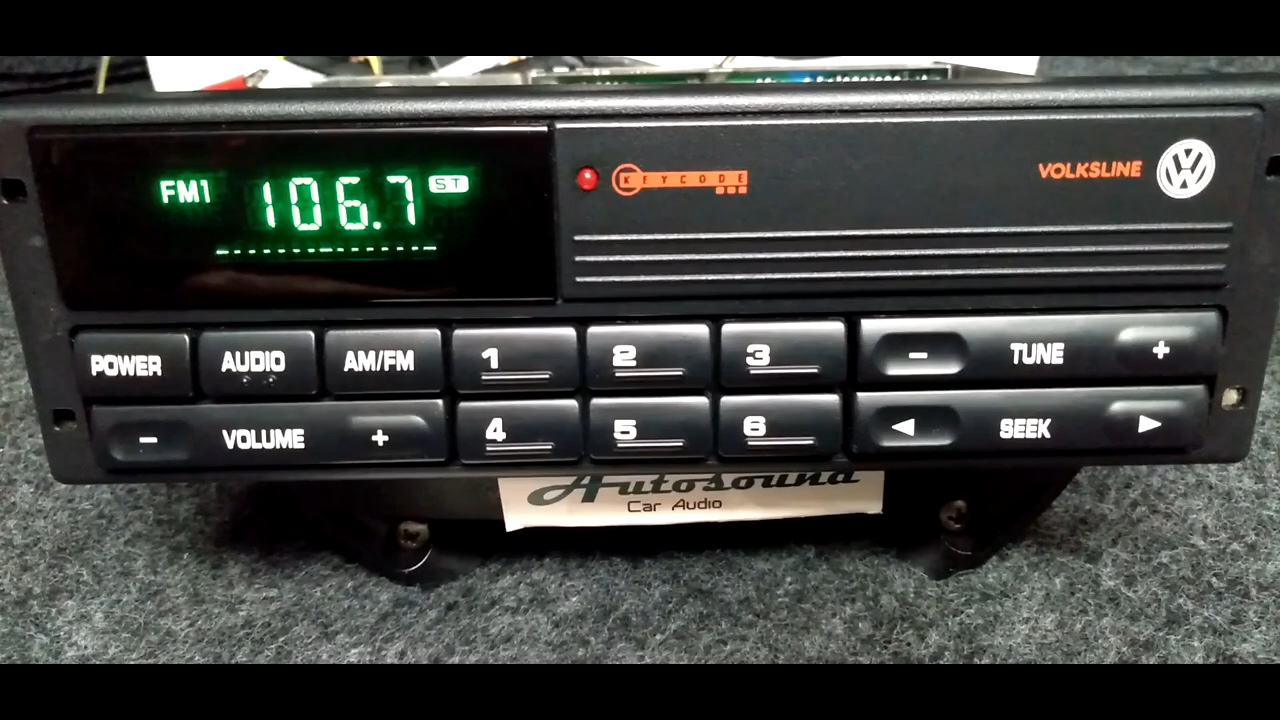 FM1 106.7 ST
KEYCODE
VOLKSLINE
POWER AUDIO AM/FM 1 2 3 - TUNE +
- VOLUME + 4 5 6 ◀ SEEK ▶
Autosound
Car Audio